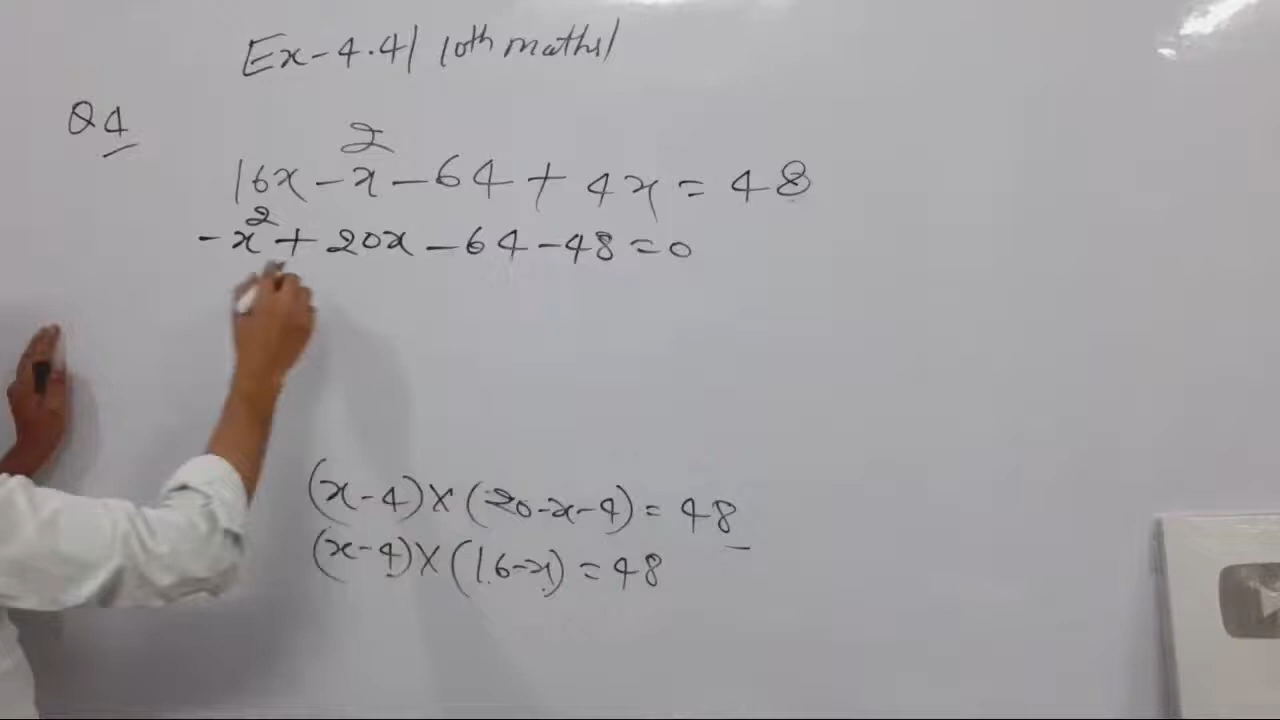 Ex-4.4/ 10th maths/
Q4
16x - x² - 64 + 4x = 48
-x² + 20x - 64 - 48 = 0
(x-4)×(20-x-4) = 48
(x-4)×(16-x) = 48